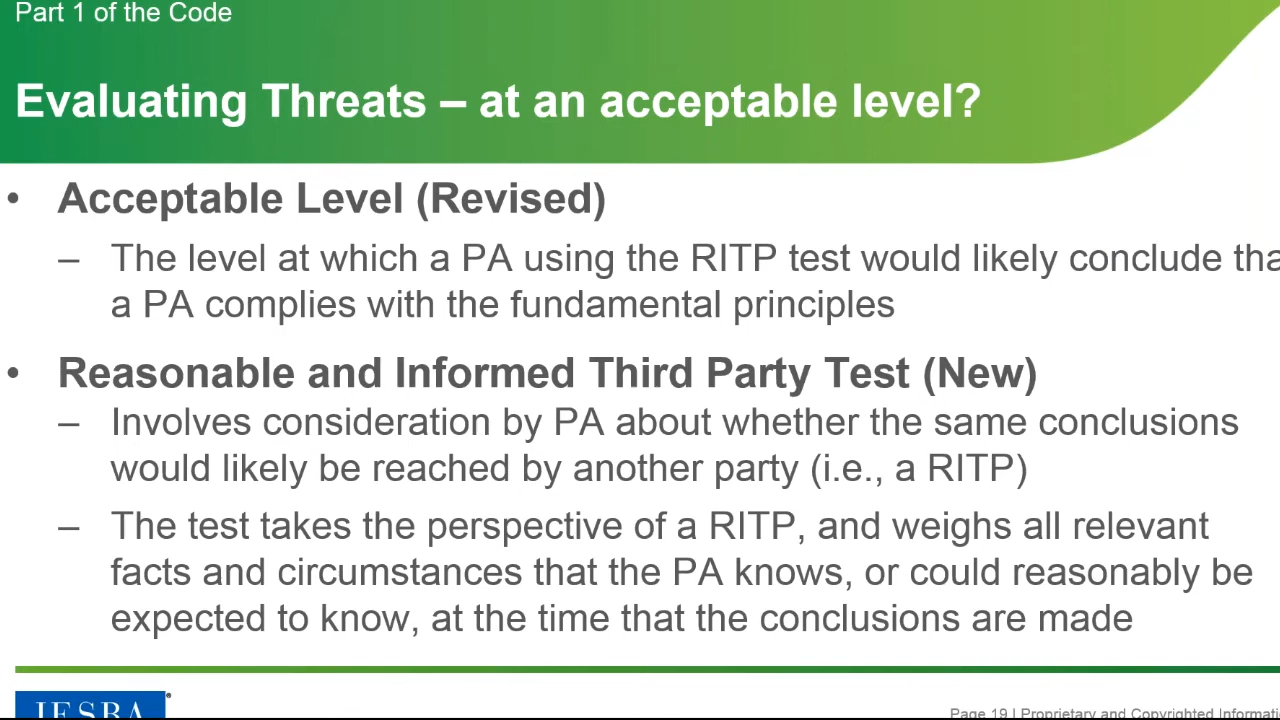 Part 1 of the Code
Evaluating Threats – at an acceptable level?
• Acceptable Level (Revised)
– The level at which a PA using the RITP test would likely conclude
a PA complies with the fundamental principles
• Reasonable and Informed Third Party Test (New)
– Involves consideration by PA about whether the same conclusions
would likely be reached by another party (i.e., a RITP)
– The test takes the perspective of a RITP, and weighs all relevant
facts and circumstances that the PA knows, or could reasonably be
expected to know, at the time that the conclusions are made
IESBA
®
Page 19 | Proprietary and Copyrighted